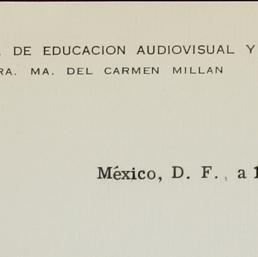 DE EDUCACION AUDIOVISUAL Y
RA. MA. DEL CARMEN MILLAN
México, D. F., a 1